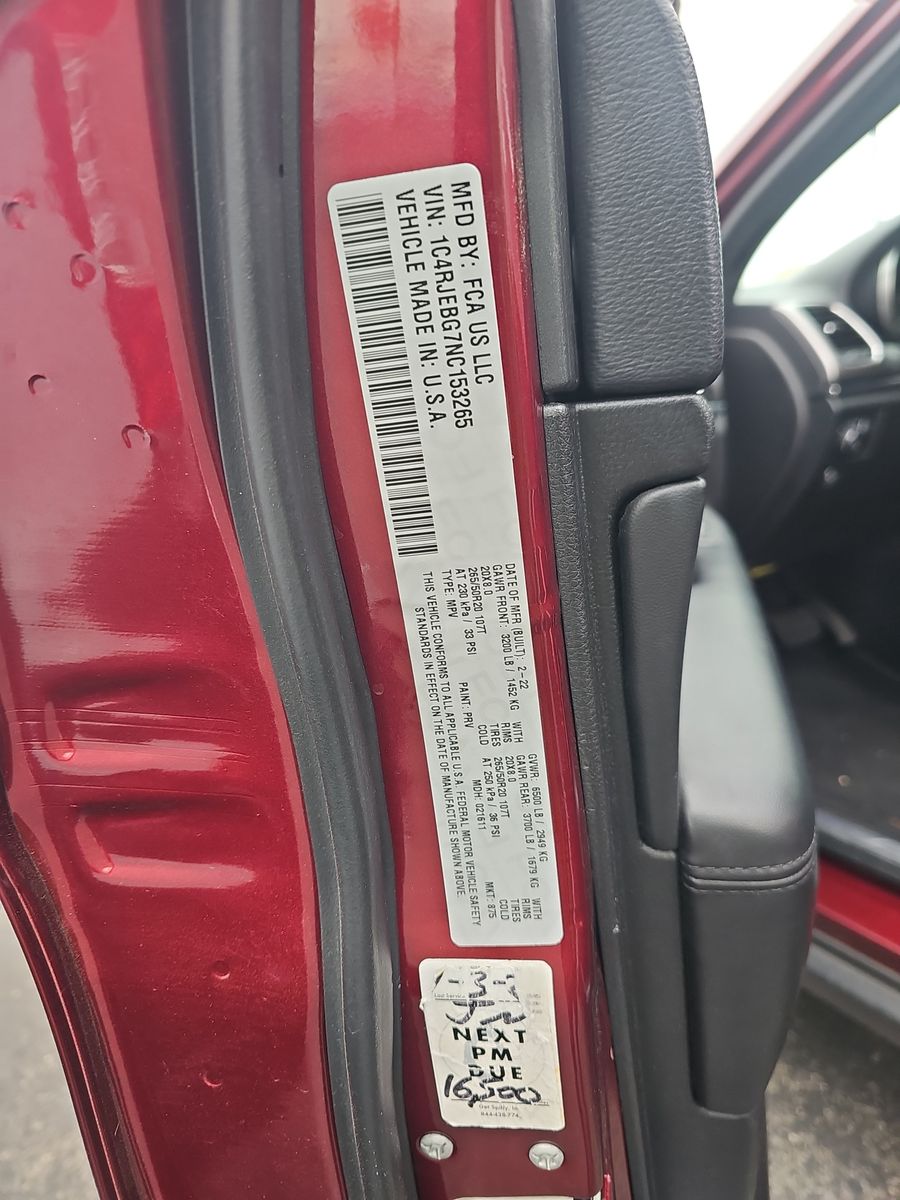 MFD BY: FCA US LLC
VIN: 1C4RJEBG7NC153265
VEHICLE MADE IN: U.S.A.
DATE OF MFR (BUILT): 2-22 GVWR: 6500 LB / 2949 KG
GAWR FRONT: 3200 LB / 1452 KG WITH GAWR REAR: 3700 LB / 1679 KG WITH
20X8.0 RIMS 20X8.0 RIMS
265/50R20 107T TIRES 265/50R20 107T TIRES
AT 230 kPa / 33 PSI COLD AT 250 kPa / 36 PSI COLD
TYPE: MPV PAINT: PRV MDH: 021611 MKT: 875
THIS VEHICLE CONFORMS TO ALL APPLICABLE U.S.A. FEDERAL MOTOR VEHICLE SAFETY
STANDARDS IN EFFECT ON THE DATE OF MANUFACTURE SHOWN ABOVE.
NEXT
PM
DUE
16,500